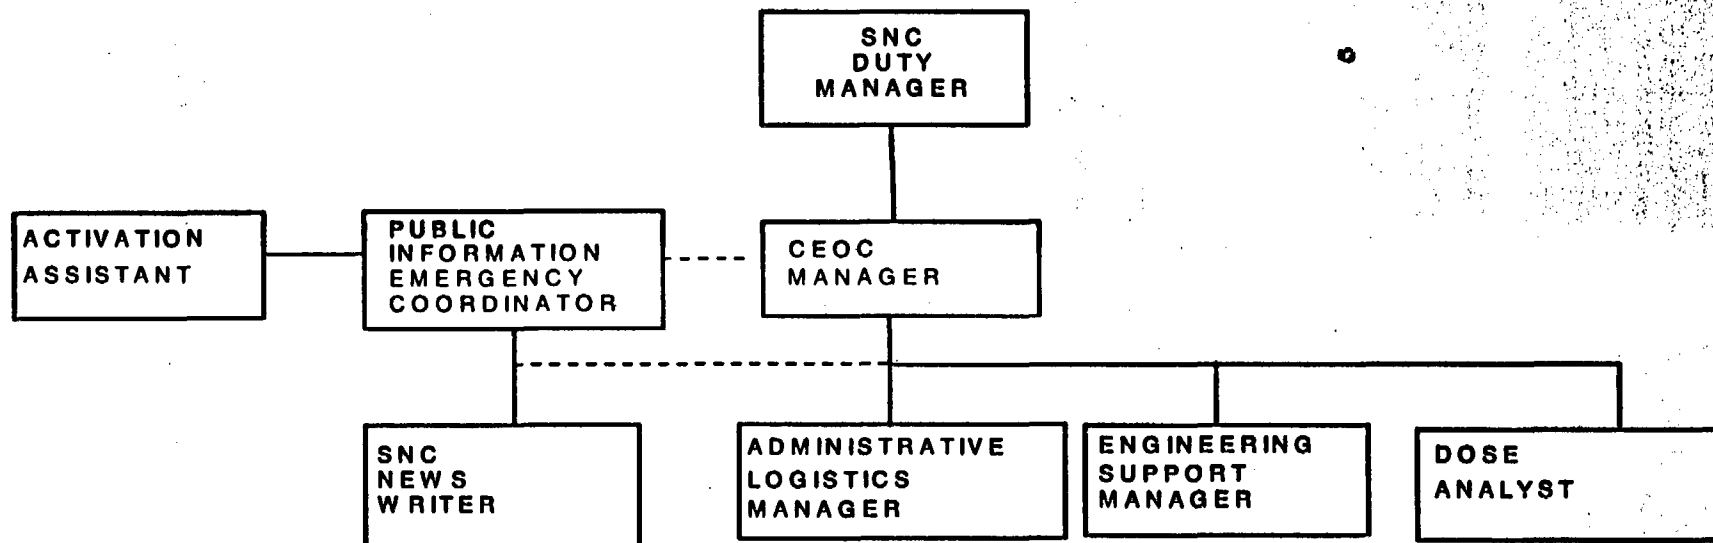 SNC
DUTY
MANAGER
ACTIVATION
ASSISTANT
PUBLIC
INFORMATION
EMERGENCY
COORDINATOR
CEOC
MANAGER
SNC
NEWS
WRITER
ADMINISTRATIVE
LOGISTICS
MANAGER
ENGINEERING
SUPPORT
MANAGER
DOSE
ANALYST